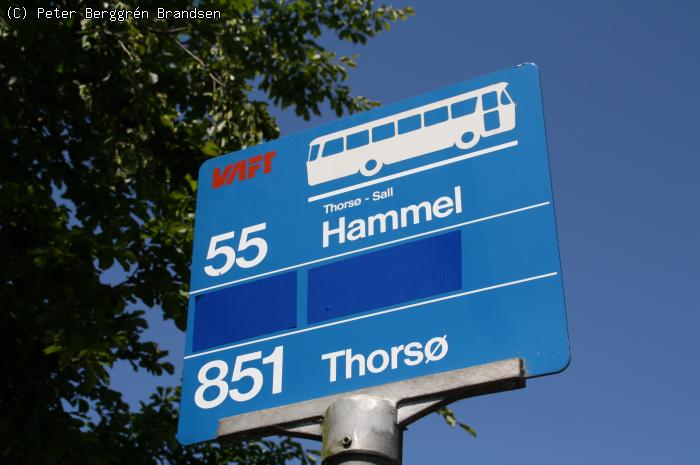 (C) Peter Berggrén Brandsen
VAFT
Thorsø - Sall
55 Hammel
851 Thorsø